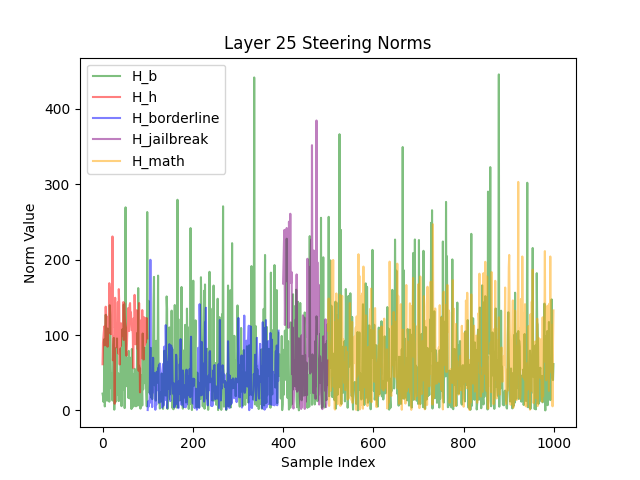 Layer 25 Steering Norms
H_b
H_h
H_borderline
H_jailbreak
H_math
Norm Value
400
300
200
100
0
0
200
400
600
800
1000
Sample Index